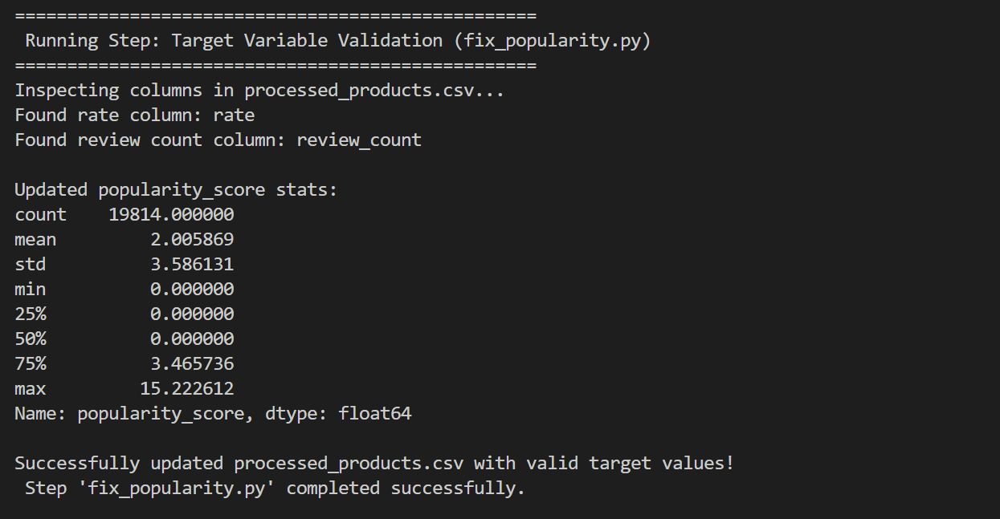 ==================================================
 Running Step: Target Variable Validation (fix_popularity.py)
==================================================
Inspecting columns in processed_products.csv...
Found rate column: rate
Found review count column: review_count

Updated popularity_score stats:
count    19814.000000
mean         2.005869
std          3.586131
min          0.000000
25%          0.000000
50%          0.000000
75%          3.465736
max         15.222612
Name: popularity_score, dtype: float64

Successfully updated processed_products.csv with valid target values!
 Step 'fix_popularity.py' completed successfully.